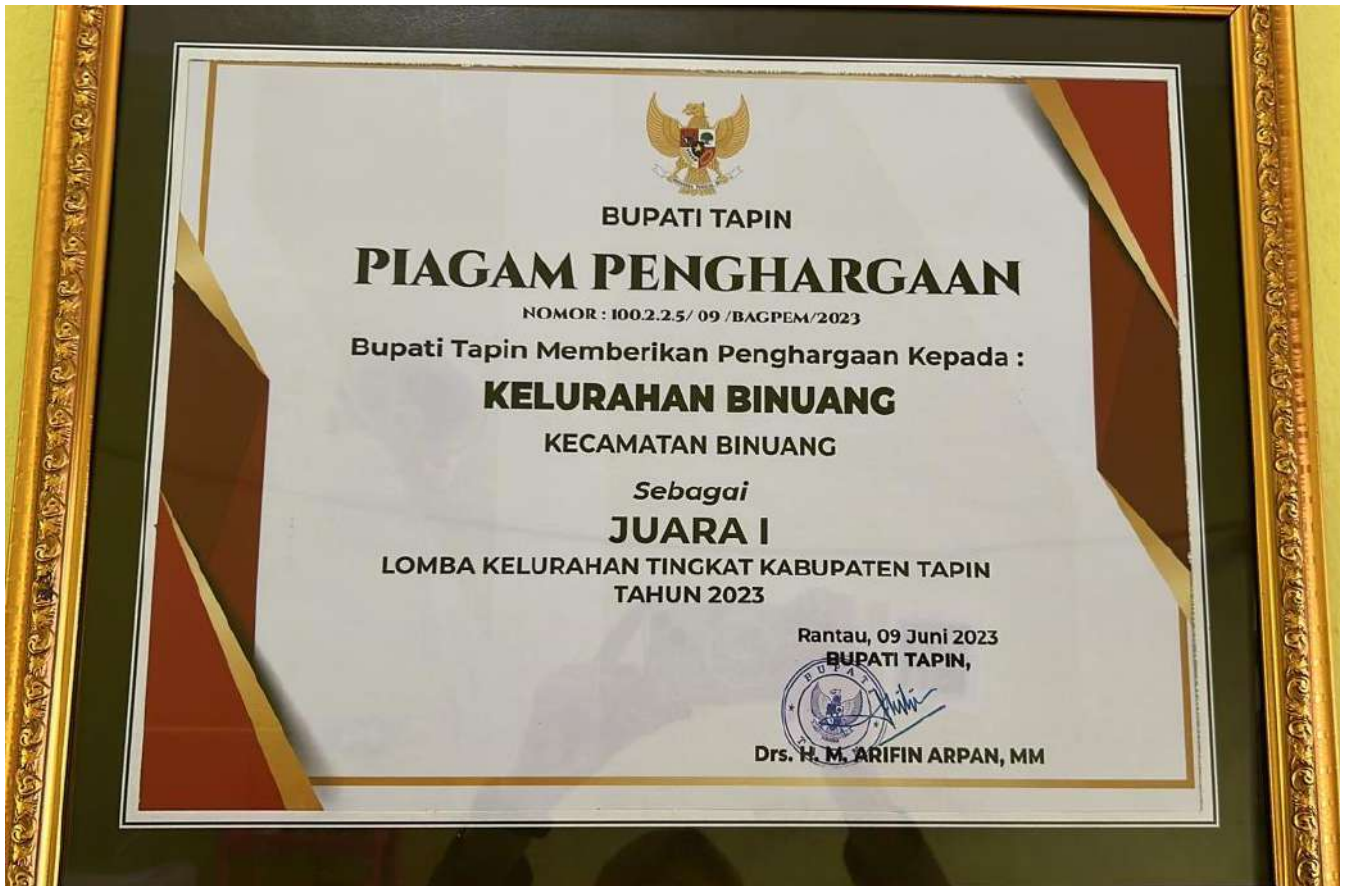 BUPATI TAPIN
PIAGAM PENGHARGAAN
NOMOR : 100.2.2.5/ 09 /BAGPEM/2023
Bupati Tapin Memberikan Penghargaan Kepada :
KELURAHAN BINUANG
KECAMATAN BINUANG
Sebagai
JUARA I
LOMBA KELURAHAN TINGKAT KABUPATEN TAPIN
TAHUN 2023
Rantau, 09 Juni 2023
BUPATI TAPIN,
BUPATI
Drs. H. M. ARIFIN ARPAN, MM